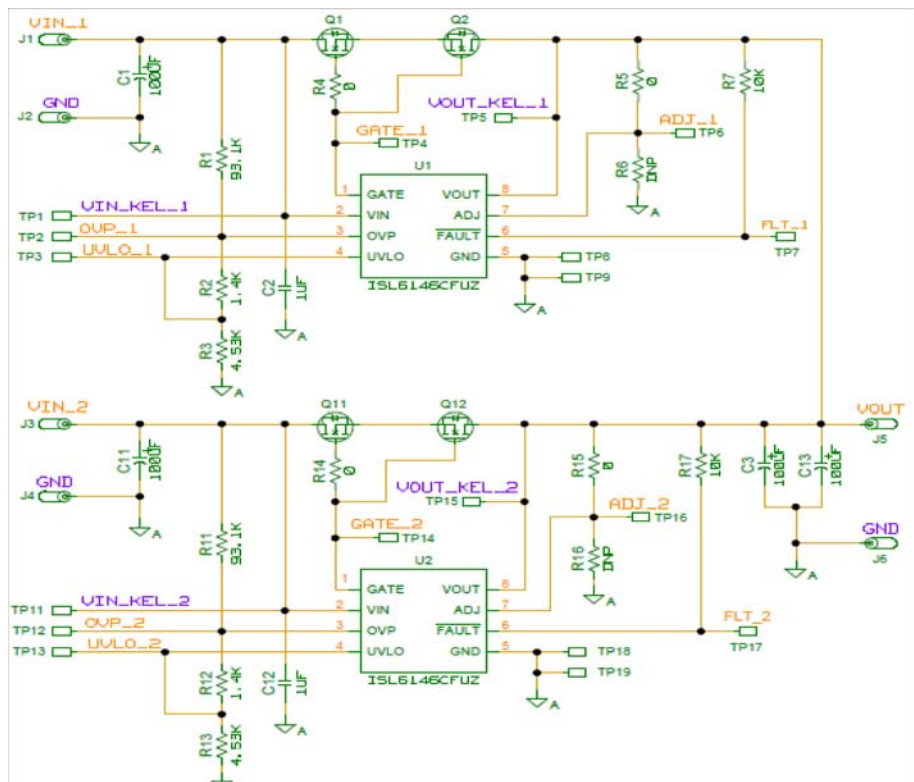 VIN_1
J1
C1
100UF
GND
J2
A
Q1
Q2
R4
0
R5
0
R7
10K
VOUT_KEL_1
TP5
ADJ_1
TP6
GATE_1
TP4
R1
93.1K
R6
DNP
A
U1
1 GATE VOUT 8
TP1 VIN_KEL_1 2 VIN ADJ 7
TP2 OVP_1 3 OVP FAULT 6
FLT_1
TP7
TP3 UVLO_1 4 UVLO GND 5 TP8
TP9
ISL6146CFUZ
A
R2
1.4K
C2
1UF
A
R3
4.53K
A
VIN_2
J3
C11
100UF
GND
J4
A
Q11
Q12
R14
0
R15
0
R17
10K
C3
100UF
C13
100UF
VOUT
J5
GND
J6
A
VOUT_KEL_2
TP15
ADJ_2
TP16
GATE_2
TP14
R11
93.1K
R16
DNP
A
U2
1 GATE VOUT 8
TP11 VIN_KEL_2 2 VIN ADJ 7
TP12 OVP_2 3 OVP FAULT 6
FLT_2
TP17
TP13 UVLO_2 4 UVLO GND 5 TP18
TP19
ISL6146CFUZ
A
R12
1.4K
C12
1UF
A
R13
4.53K